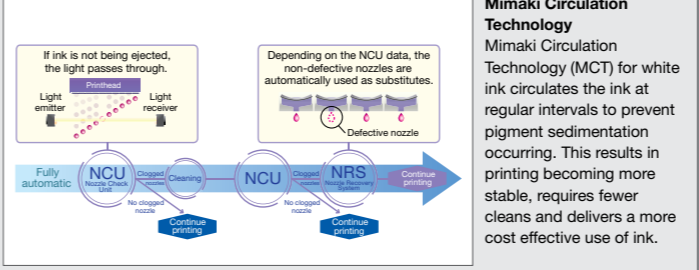 If ink is not being ejected,
the light passes through.
Printhead
Light
emitter
Light
receiver
Depending on the NCU data, the
non-defective nozzles are
automatically used as substitutes.
Defective nozzle
Fully
automatic
NCU
Nozzle Check
Unit
Clogged
nozzles
Cleaning
No clogged
nozzle
Continue
printing
NCU
Clogged
nozzles
NRS
Nozzle Recovery
System
Continue
printing
No clogged
nozzle
Continue
printing
Mimaki Circulation
Technology
Mimaki Circulation
Technology (MCT) for white
ink circulates the ink at
regular intervals to prevent
pigment sedimentation
occurring. This results in
printing becoming more
stable, requires fewer
cleans and delivers a more
cost effective use of ink.